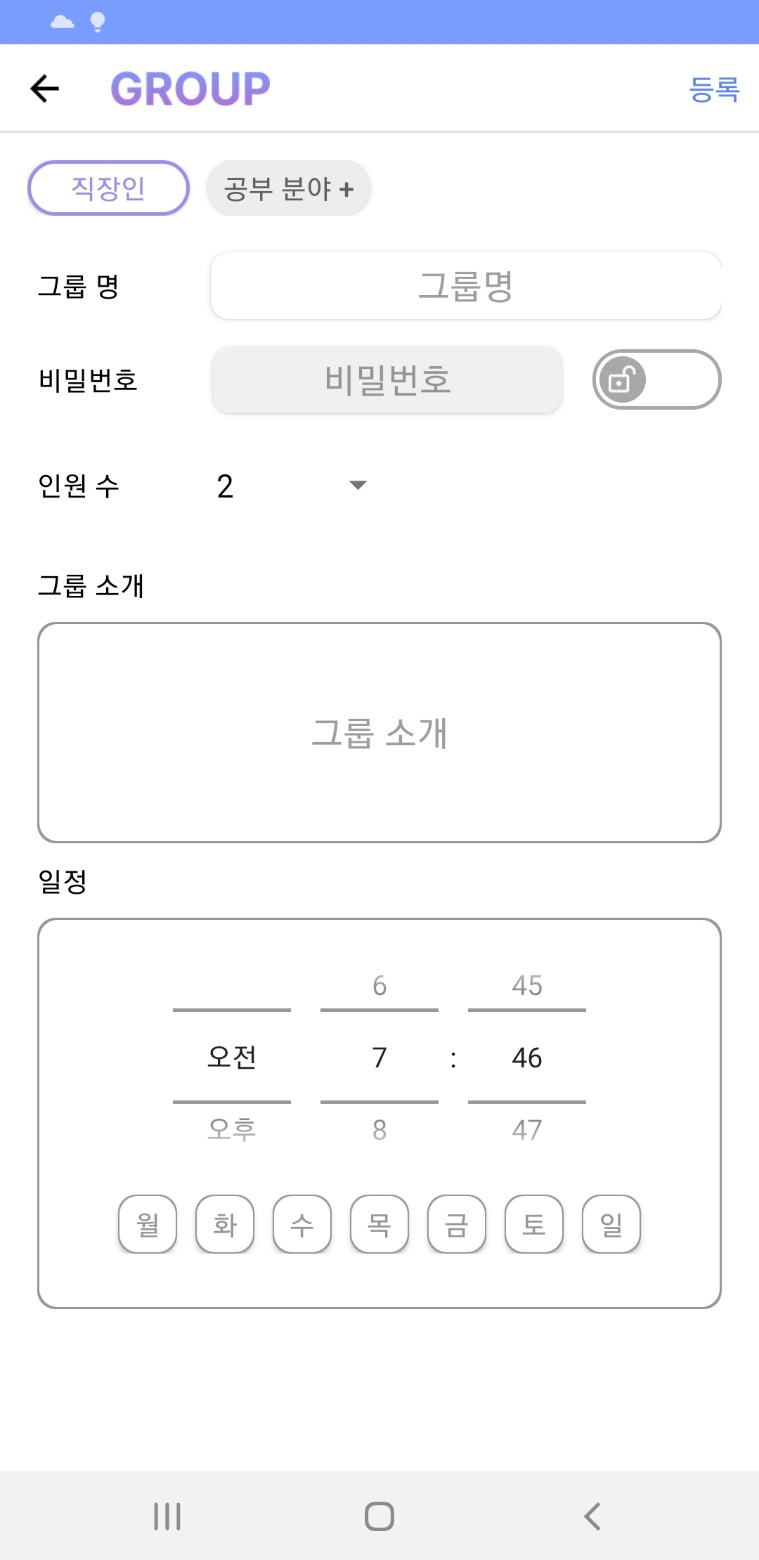 GROUP
등록
직장인
공부 분야 +
그룹 명
그룹명
비밀번호
비밀번호
인원 수
2
그룹 소개
그룹 소개
일정
6 45
오전 7 : 46
오후 8 47
월 화 수 목 금 토 일